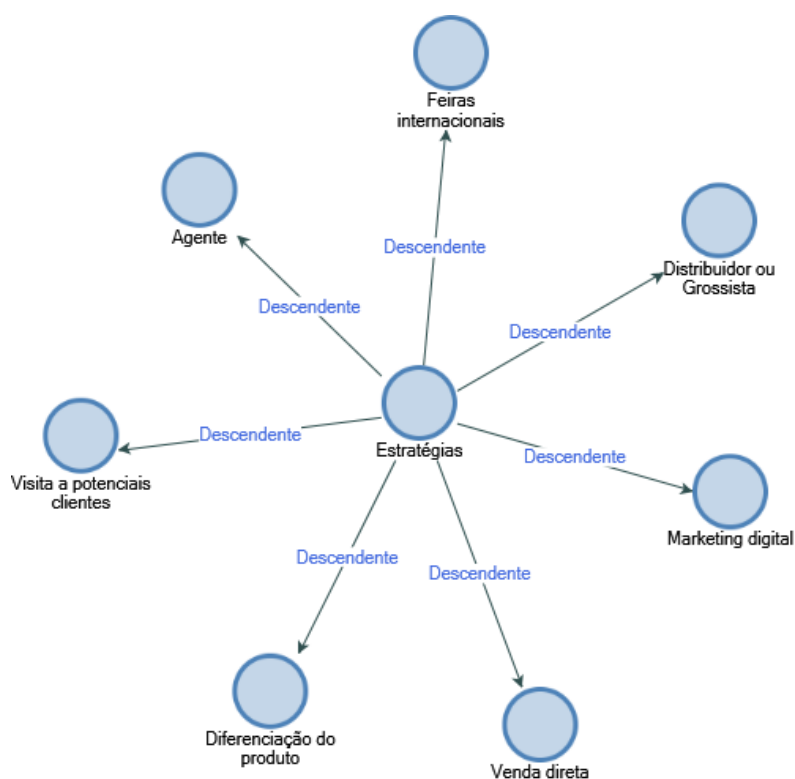 Feiras
internacionais
Agente
Descendente
Distribuidor ou
Grossista
Descendente
Descendente
Descendente
Estratégias
Descendente
Visita a potenciais
clientes
Descendente
Marketing digital
Descendente
Descendente
Diferenciação do
produto
Venda direta